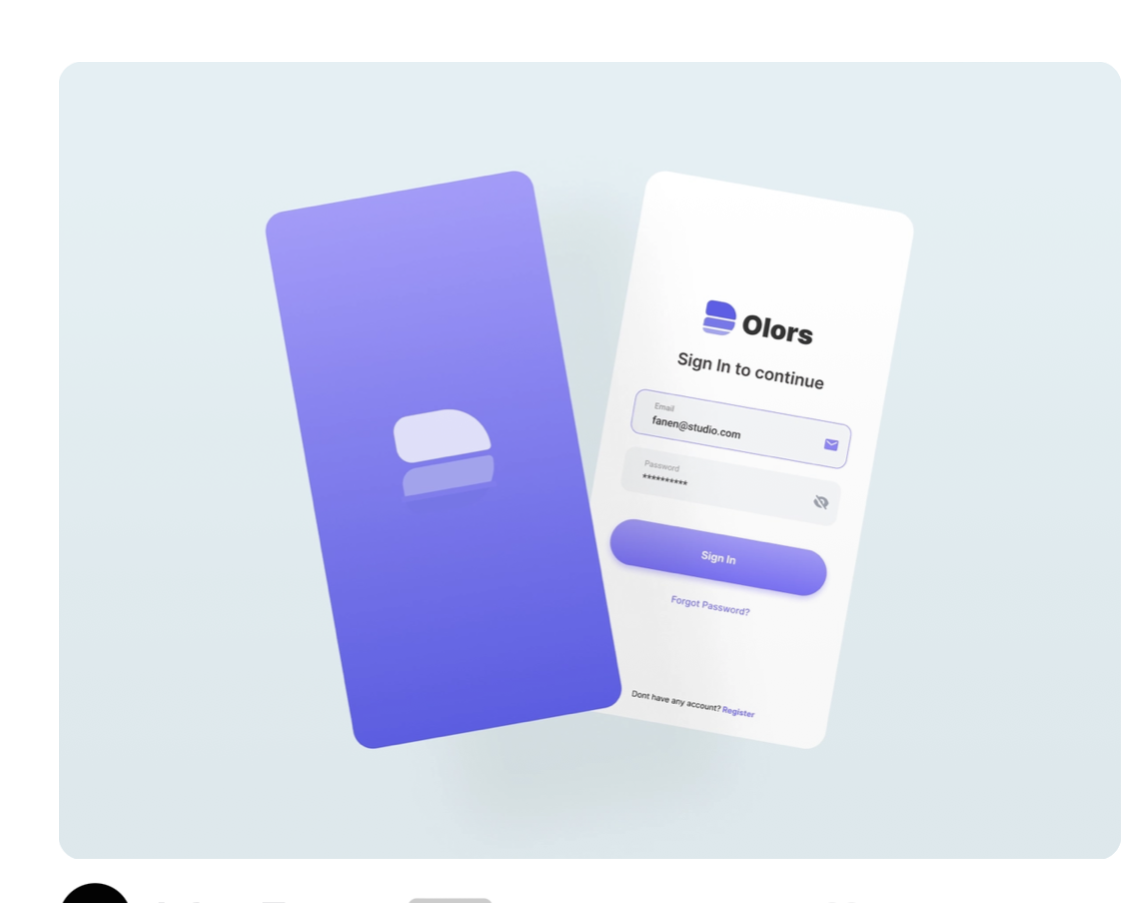 Olors
Sign In to continue
Email
fanen@studio.com
Password
**********
Sign In
Forgot Password?
Dont have any account? Register